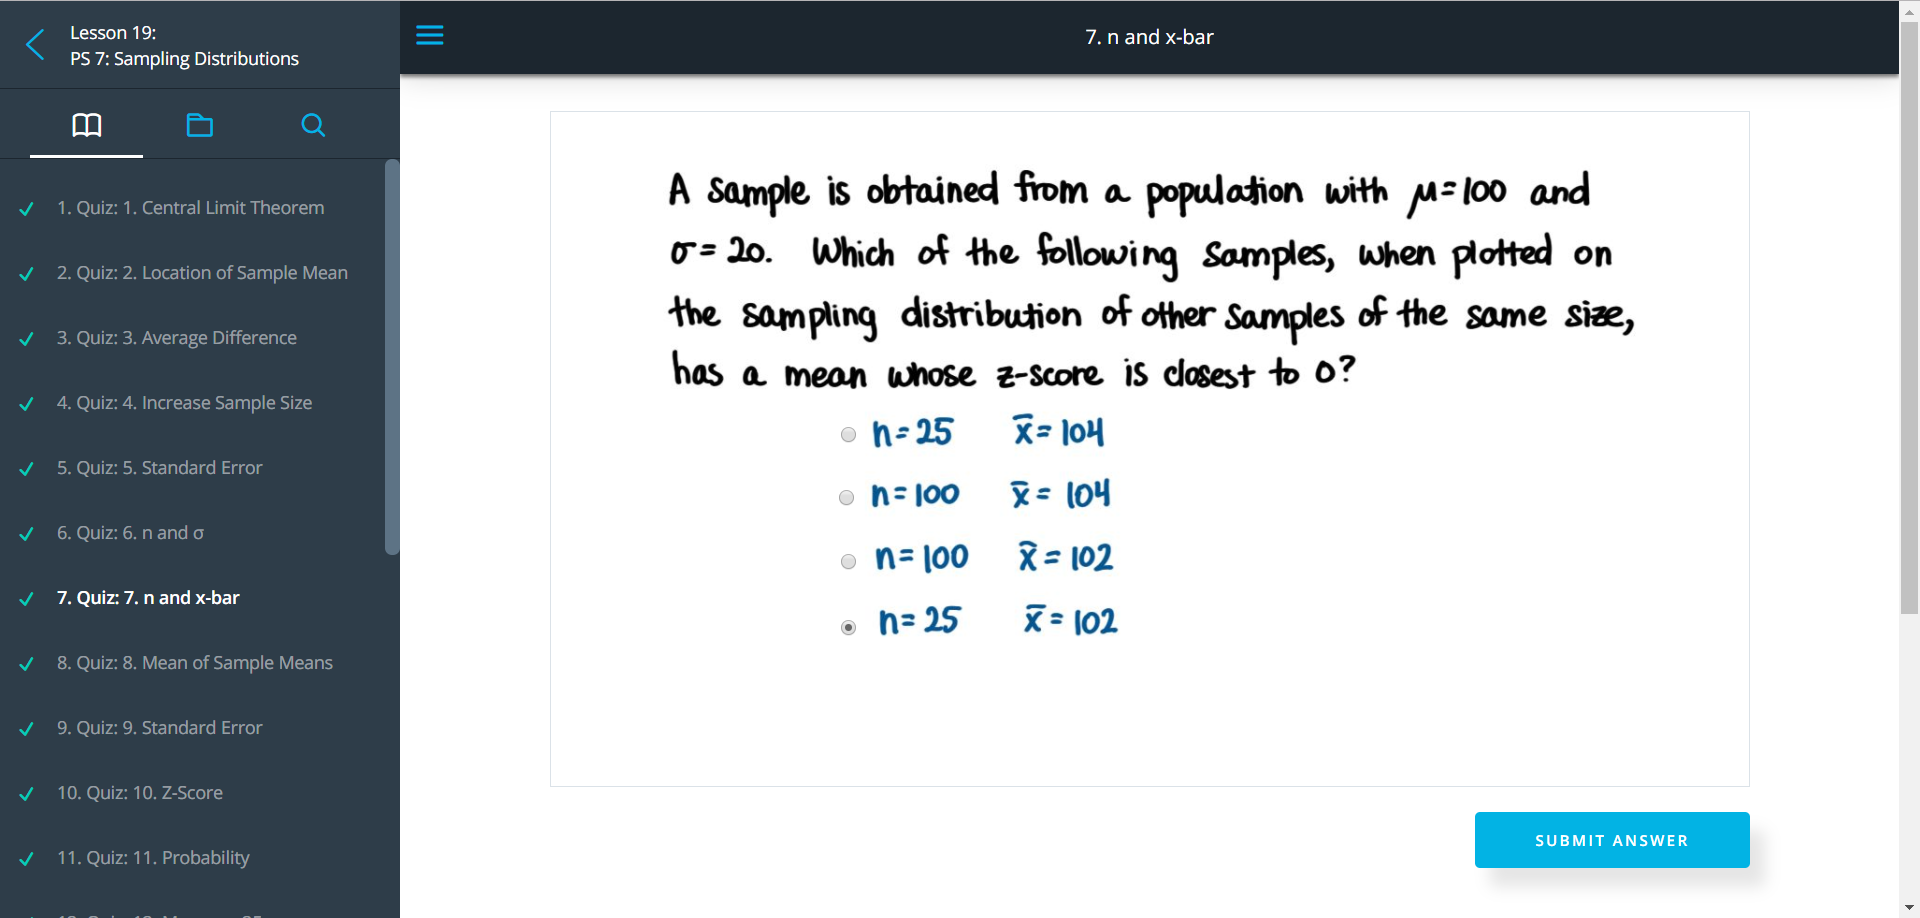 Lesson 19:
PS 7: Sampling Distributions
1. Quiz: 1. Central Limit Theorem
2. Quiz: 2. Location of Sample Mean
3. Quiz: 3. Average Difference
4. Quiz: 4. Increase Sample Size
5. Quiz: 5. Standard Error
6. Quiz: 6. n and σ
7. Quiz: 7. n and x-bar
8. Quiz: 8. Mean of Sample Means
9. Quiz: 9. Standard Error
10. Quiz: 10. Z-Score
11. Quiz: 11. Probability
7. n and x-bar
A sample is obtained from a population with μ=100 and
σ=20. Which of the following samples, when plotted on
the sampling distribution of other samples of the same size,
has a mean whose z-score is closest to 0?
n=25 x̅=104
n=100 x̅=104
n=100 x̅=102
n=25 x̅=102
SUBMIT ANSWER